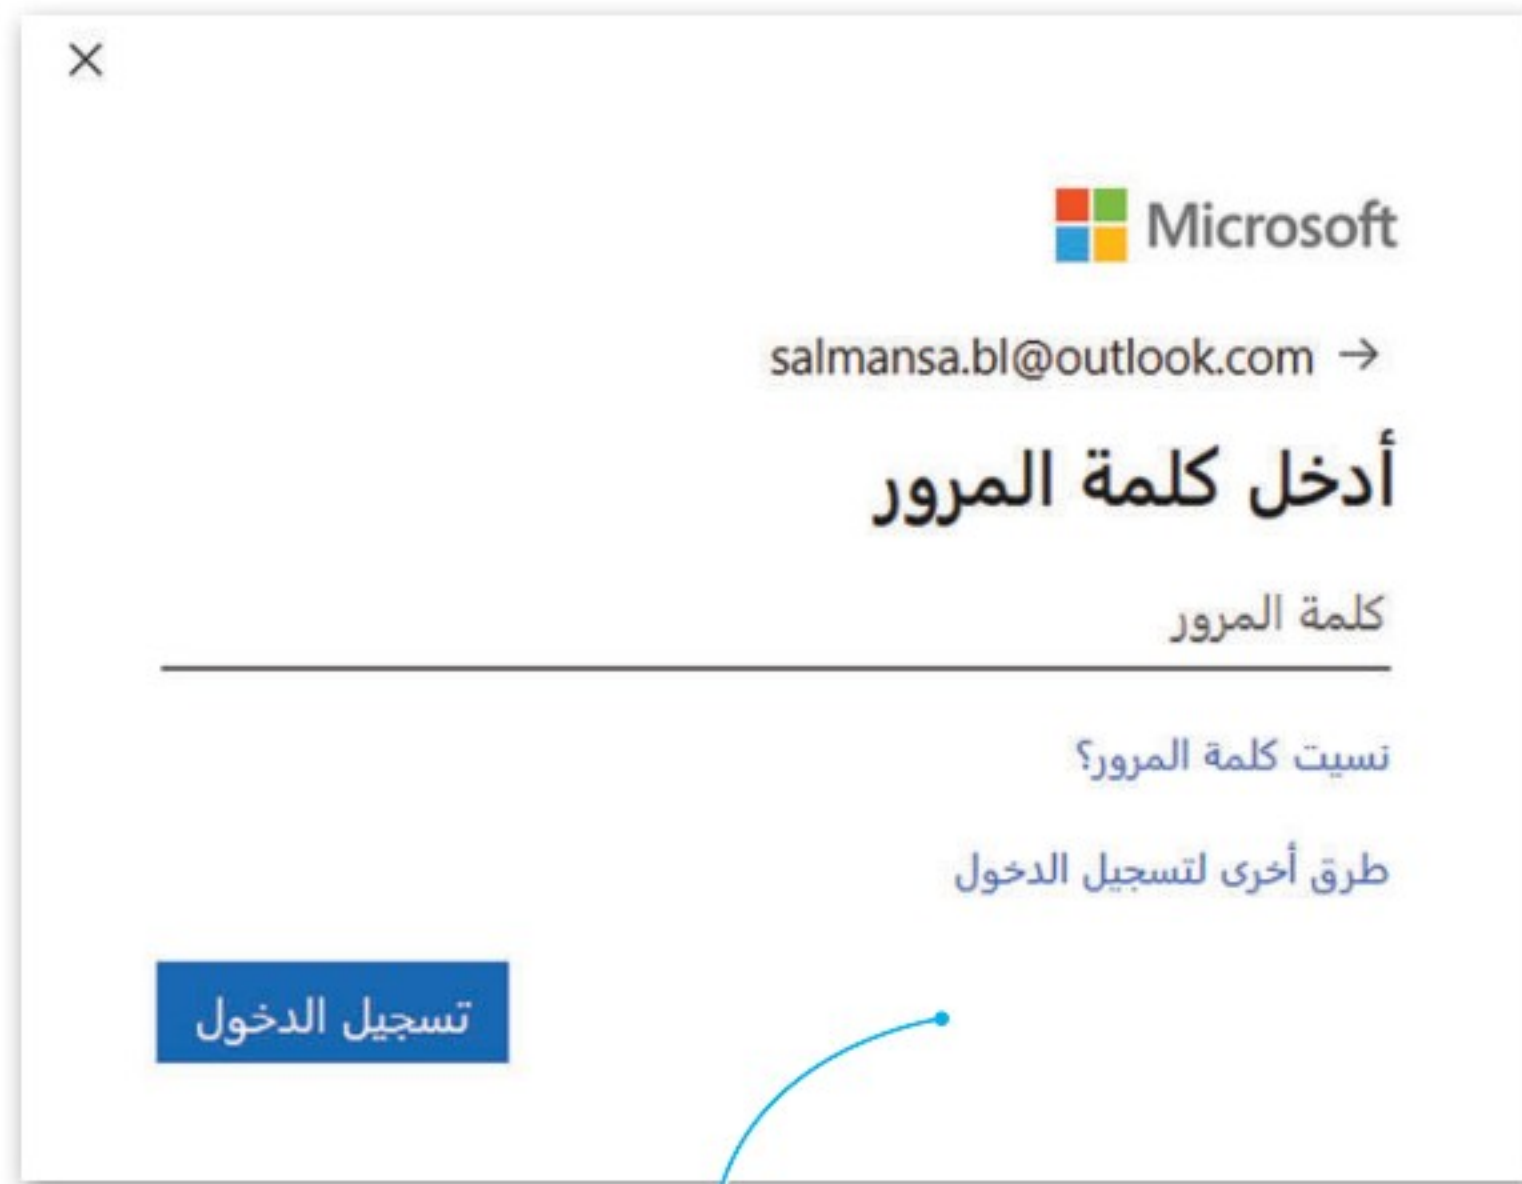 Microsoft
salmansa.bl@outlook.com
أدخل كلمة المرور
كلمة المرور
نسيت كلمة المرور؟
طرق أخرى لتسجيل الدخول
تسجيل الدخول